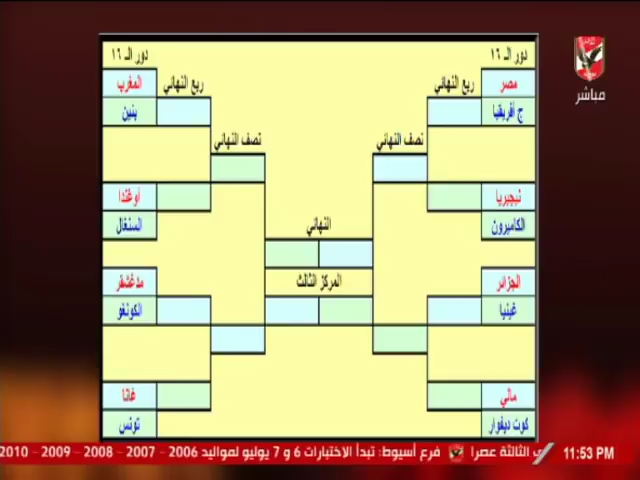 دور الـ ١٦
دور الـ ١٦
مصر
ربع النهائي
ربع النهائي
المغرب
ج أفريقيا
بنين
مباشر
نصف النهائي
نصف النهائي
نيجيريا
أوغندا
الكاميرون
السنغال
النهائي
المركز الثالث
الجزائر
مدغشقر
غينيا
الكونغو
مالي
غانا
كوت ديفوار
تونس
الثالثة عصرا
فرع أسيوط: تبدأ الاختبارات 6 و 7 يوليو لمواليد 2006 – 2007 – 2008 – 2009 – 2010
11:53 PM